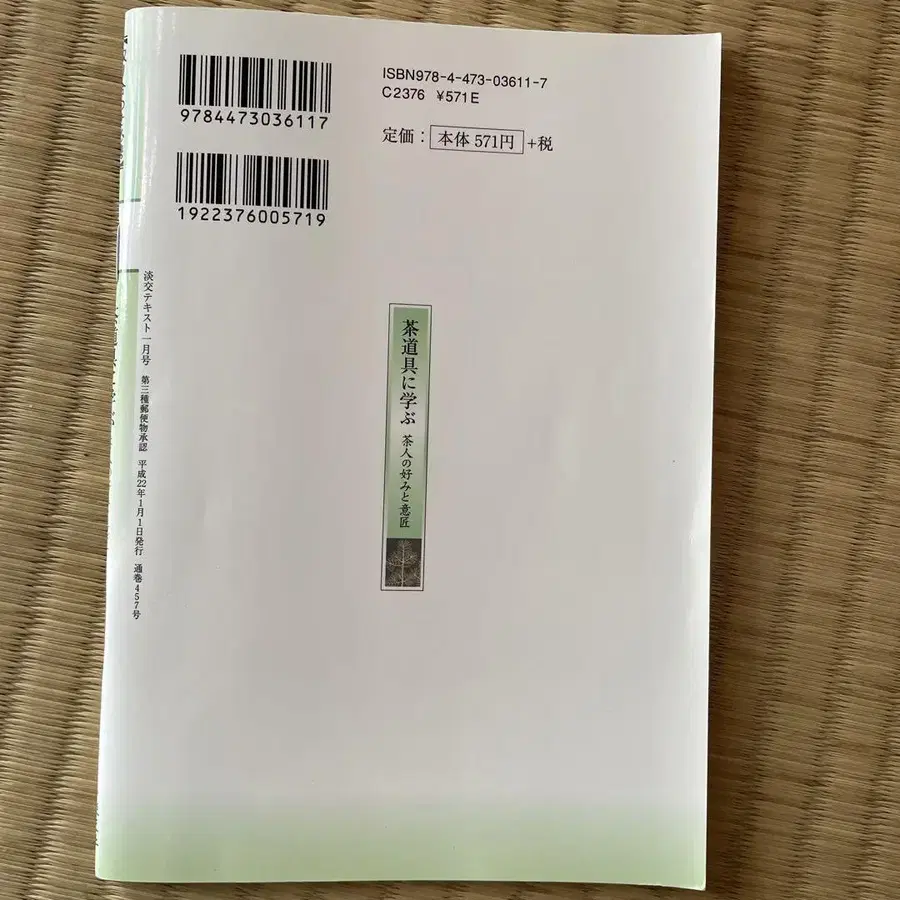 9784473036117
ISBN978-4-473-03611-7
C2376 ¥571E
定価：本体 571円+税
1922376005719
茶道具に学ぶ 茶人の好みと意匠
淡交テキスト一月号 第三種郵便物承認 平成22年1月1日発行 通巻457号